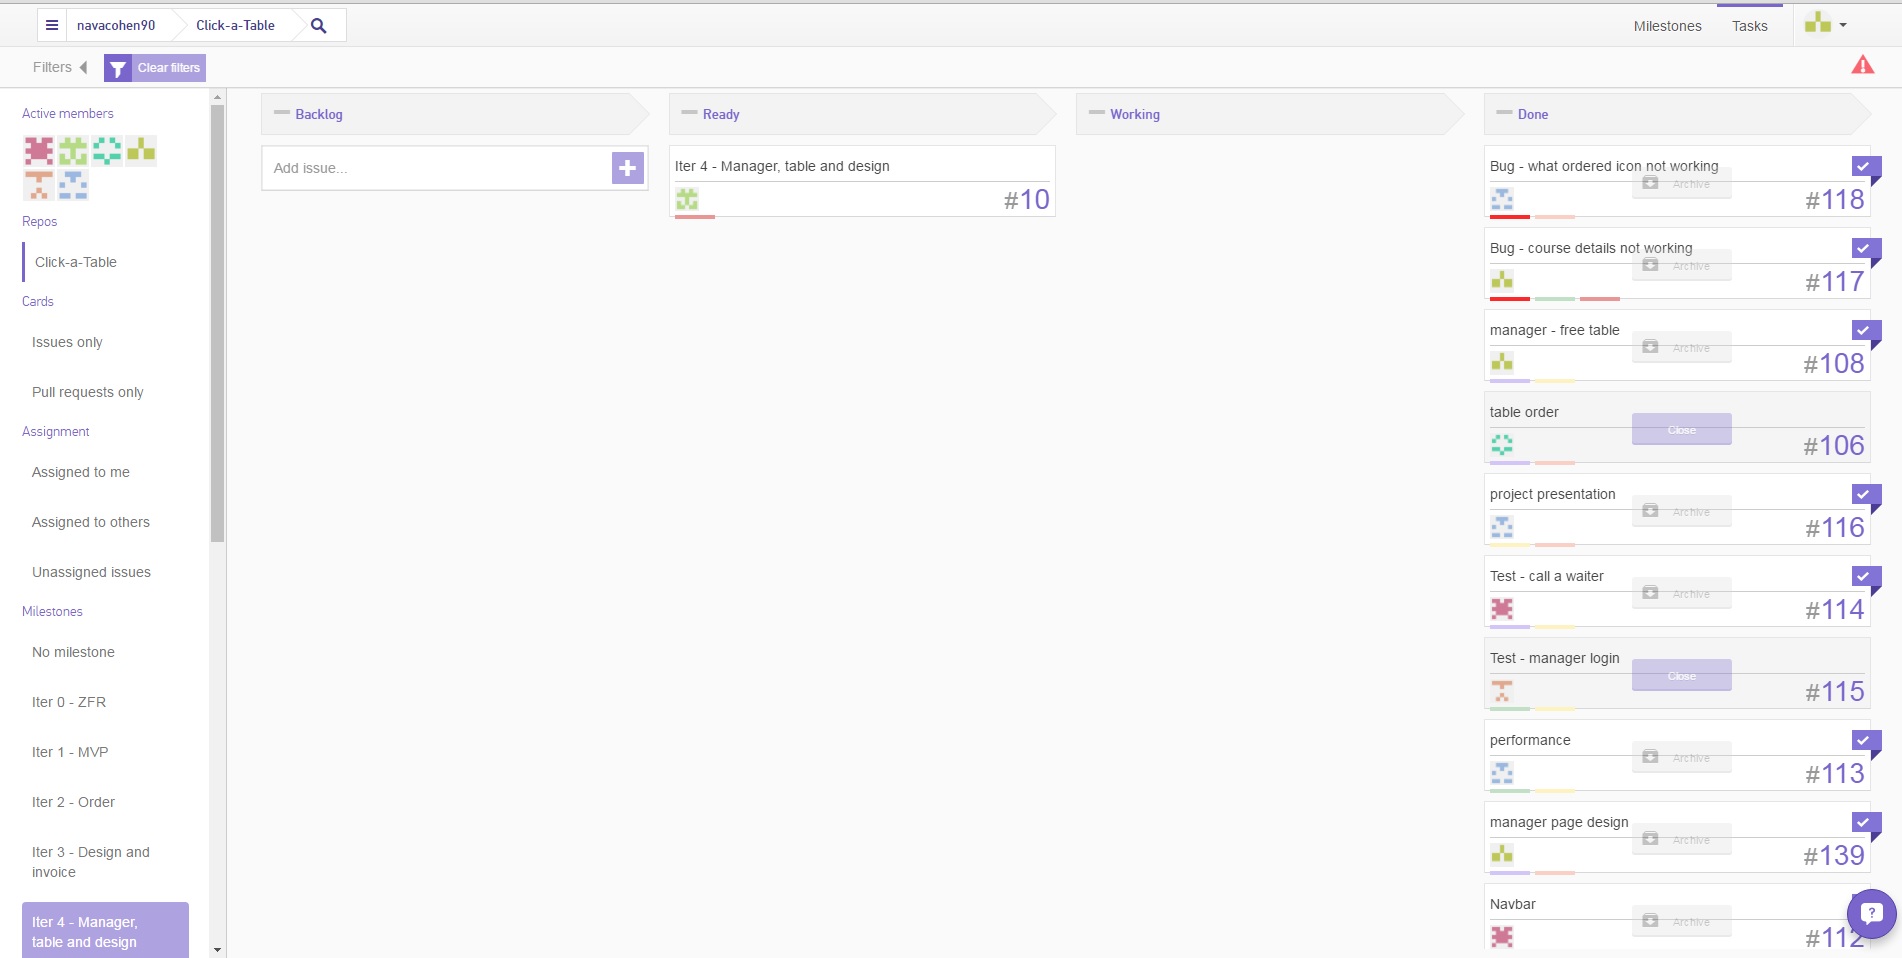 navacohen90
Click-a-Table
Milestones
Tasks
Filters
Clear filters
Active members
Repos
Click-a-Table
Cards
Issues only
Pull requests only
Assignment
Assigned to me
Assigned to others
Unassigned issues
Milestones
No milestone
Iter 0 - ZFR
Iter 1 - MVP
Iter 2 - Order
Iter 3 - Design and
invoice
Iter 4 - Manager,
table and design
Backlog
Add issue...
Ready
Iter 4 - Manager, table and design
#10
Working
Done
Bug - what ordered icon not working
Archive
#118
Bug - course details not working
Archive
#117
manager - free table
Archive
#108
table order
Close
#106
project presentation
Archive
#116
Test - call a waiter
Archive
#114
Test - manager login
Close
#115
performance
Archive
#113
manager page design
Archive
#139
Navbar
Archive
#112